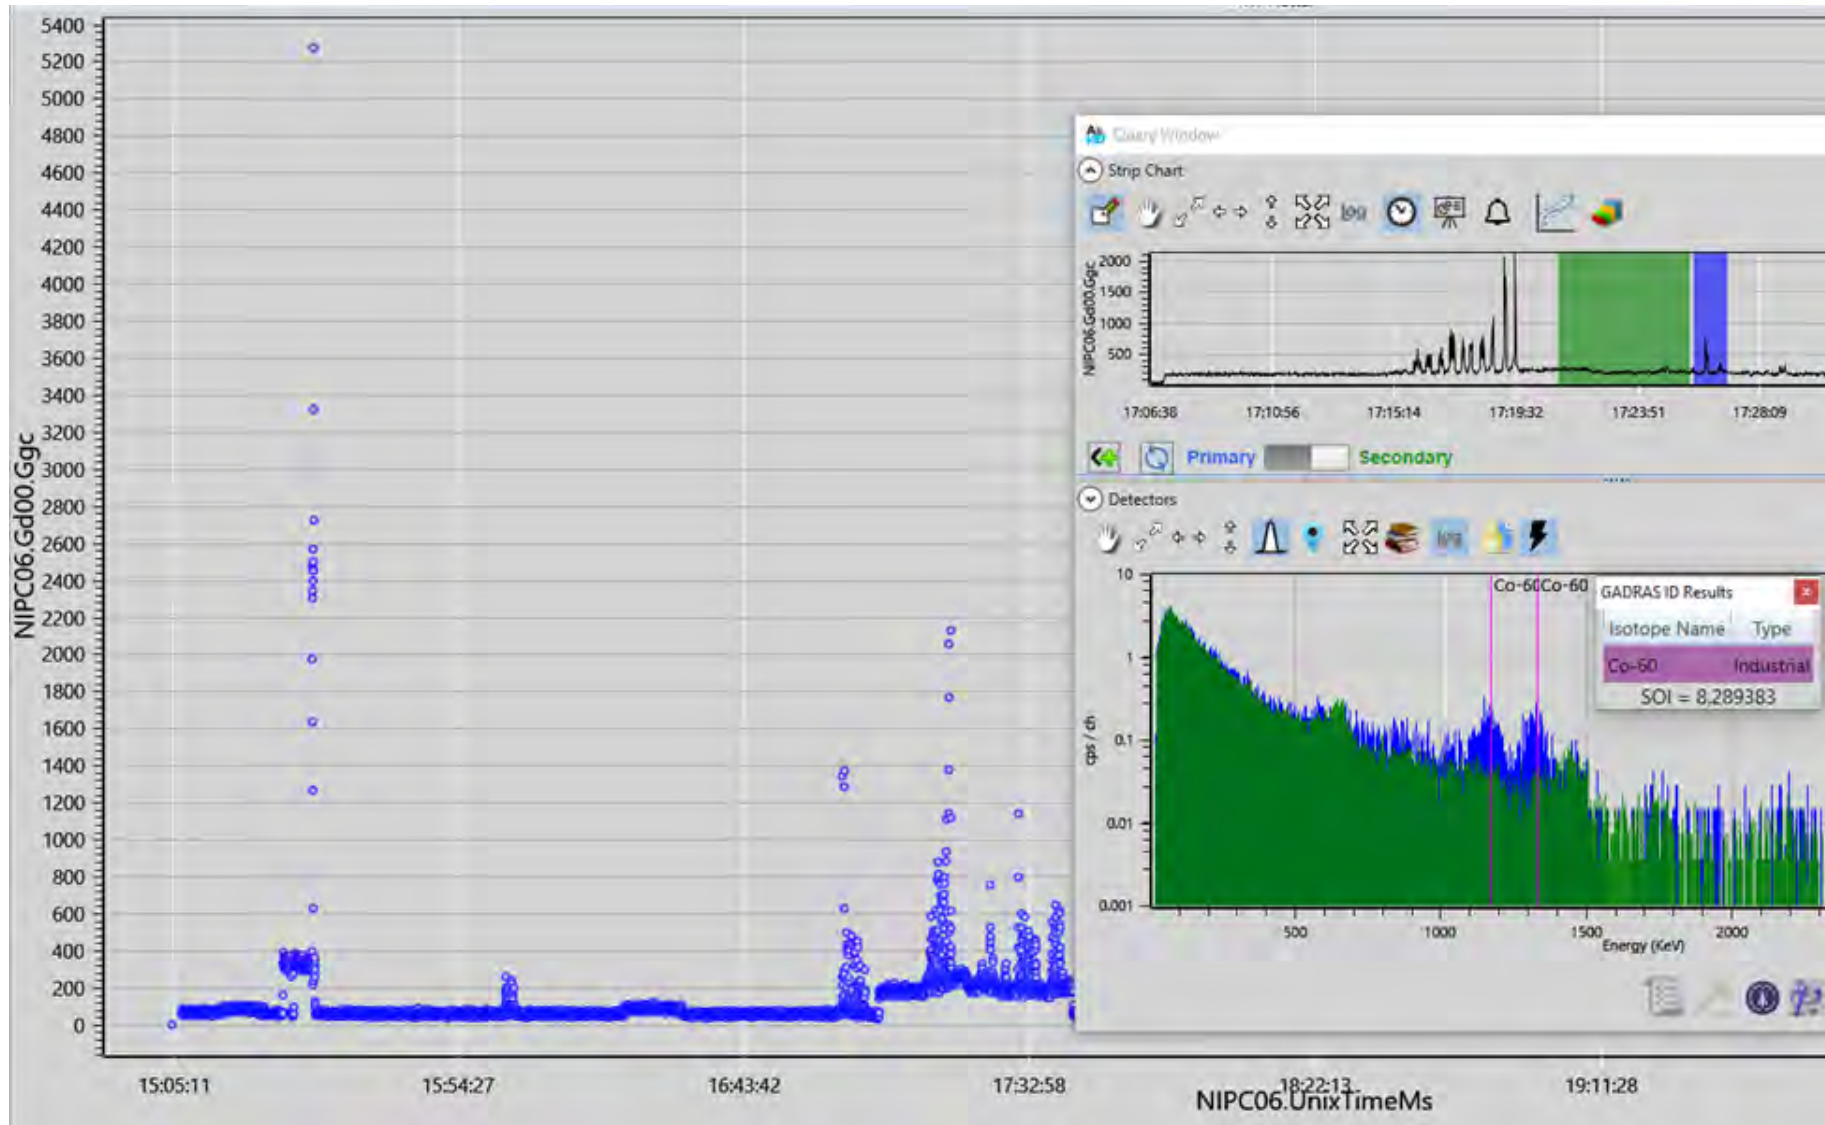 5400
5200
5000
4800
4600
4400
4200
4000
3800
3600
3400
3200
3000
2800
2600
2400
2200
2000
1800
1600
1400
1200
1000
800
600
400
200
0
NIPC06.Gd00.Ggc
15:05:11 15:54:27 16:43:42 17:32:58 18:22:13 19:11:28
NIPC06.UnixTimeMs
Query Window
Strip Chart
log
NIPC06.Gd00.Ggc
2000
1500
1000
500
17:06:38 17:10:56 17:15:14 17:19:32 17:23:51 17:28:09
Primary Secondary
Detectors
log
cps / ch
10
1
0.1
0.01
0.001
Co-60 Co-60
GADRAS ID Results
Isotope Name Type
Co-60 Industrial
SOI = 8.289383
500 1000 1500 2000
Energy (KeV)